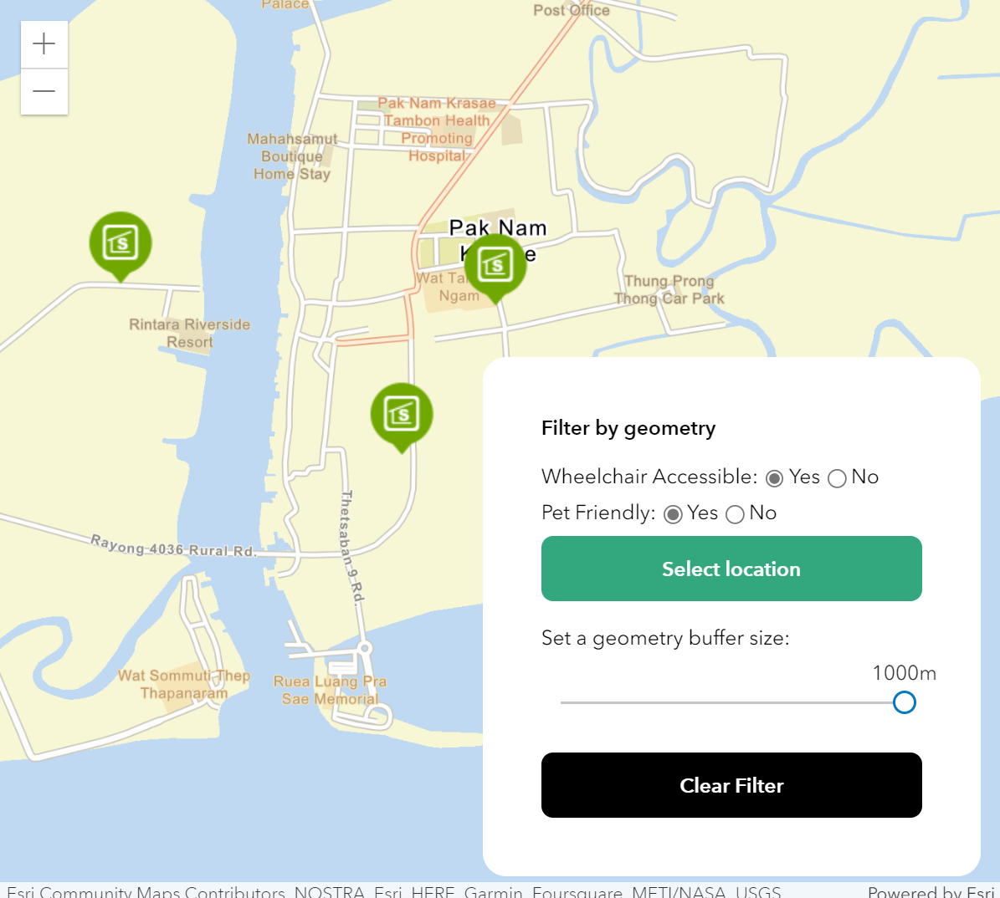 Palace
Post Office
Pak Nam Krasae
Tambon Health
Promoting
Hospital
Mahahsamut
Boutique
Home Stay
Pak Nam
S
S
Wat
Ngam
Thung Prong
Thong Car Park
Rintara Riverside
Resort
S
Filter by geometry
Wheelchair Accessible: Yes No
Pet Friendly: Yes No
Select location
Thetsaban 9 Rd.
Rayong 4036 Rural Rd.
Set a geometry buffer size:
1000m
Wat Sommuti Thep
Thapanaram
Ruea Luang Pra
Sae Memorial
Clear Filter
Esri Community Maps Contributors, NOSTRA, Esri, HERE, Garmin, Foursquare, METI/NASA, USGS
Powered by Esri